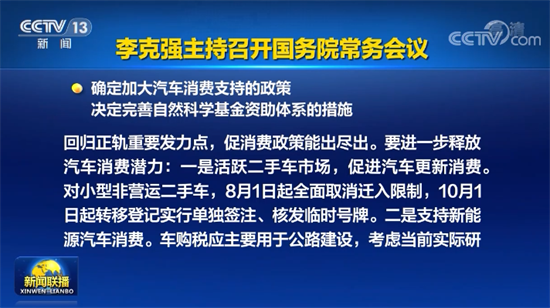 CCTV 13
新闻
CCTV.com
李克强主持召开国务院常务会议
确定加大汽车消费支持的政策
决定完善自然科学基金资助体系的措施
回归正轨重要发力点，促消费政策能出尽出。要进一步释放
汽车消费潜力：一是活跃二手车市场，促进汽车更新消费。
对小型非营运二手车，8月1日起全面取消迁入限制，10月1
日起转移登记实行单独签注、核发临时号牌。二是支持新能
源汽车消费。车购税应主要用于公路建设，考虑当前实际研
新闻联播
XINWEN LIANBO